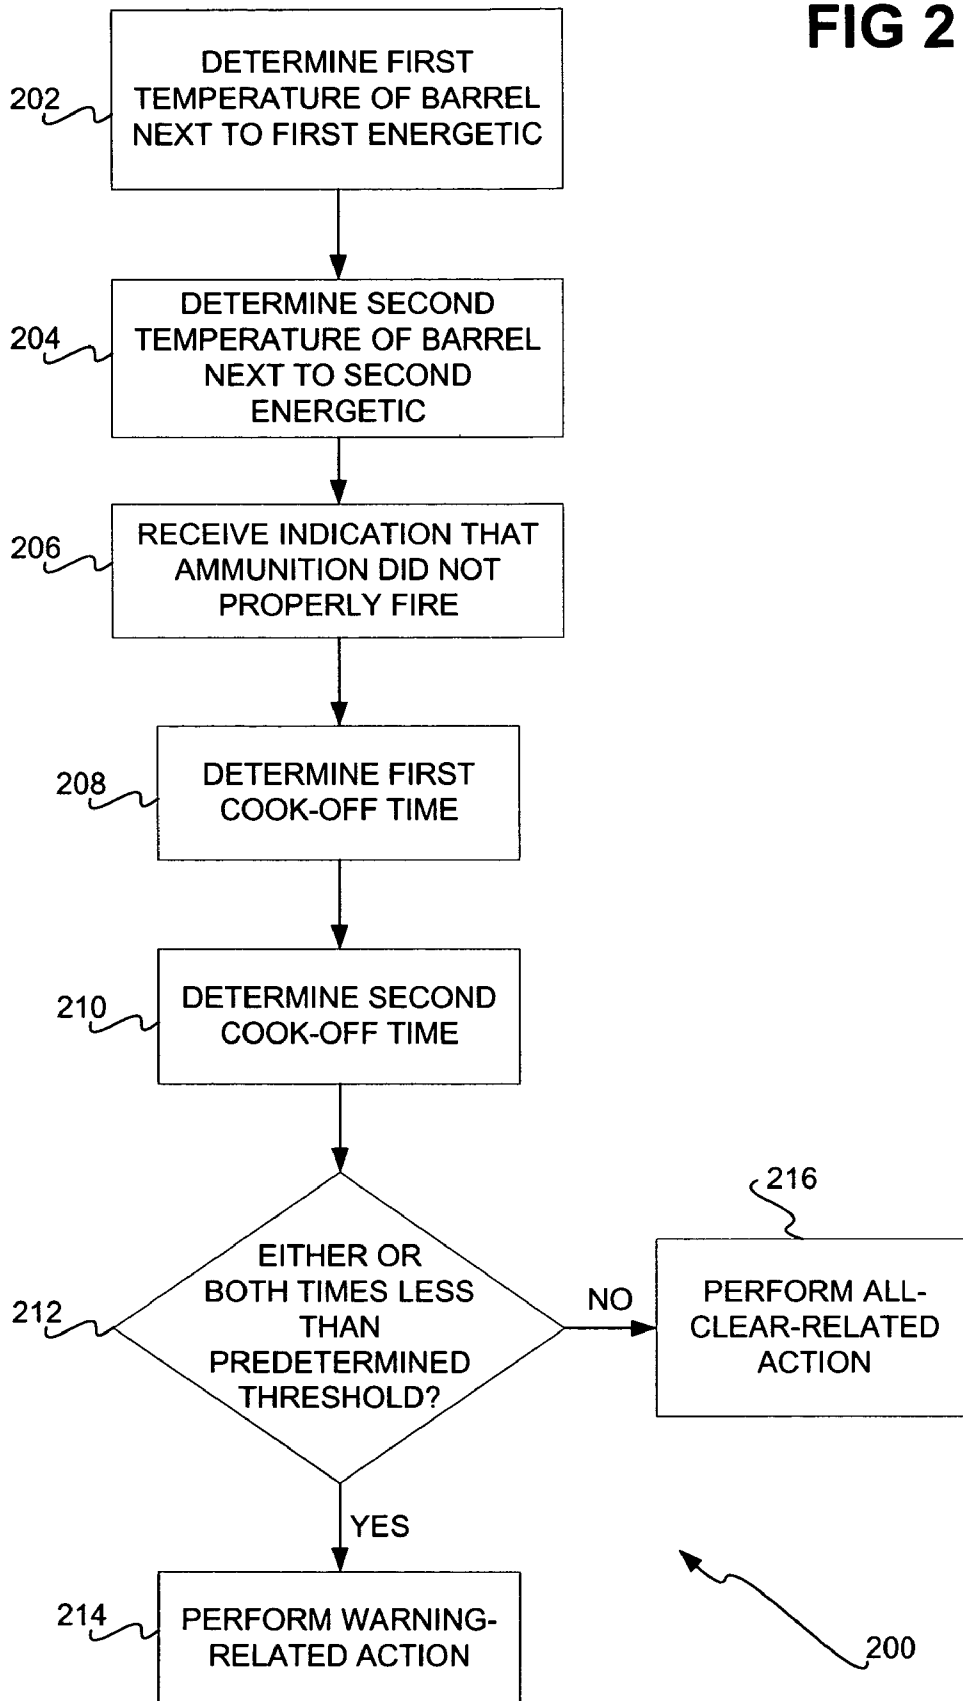 FIG 2
202
DETERMINE FIRST
TEMPERATURE OF BARREL
NEXT TO FIRST ENERGETIC
204
DETERMINE SECOND
TEMPERATURE OF BARREL
NEXT TO SECOND
ENERGETIC
206
RECEIVE INDICATION THAT
AMMUNITION DID NOT
PROPERLY FIRE
208
DETERMINE FIRST
COOK-OFF TIME
210
DETERMINE SECOND
COOK-OFF TIME
212
EITHER OR
BOTH TIMES LESS
THAN
PREDETERMINED
THRESHOLD?
NO
216
PERFORM ALL-
CLEAR-RELATED
ACTION
YES
214
PERFORM WARNING-
RELATED ACTION
200